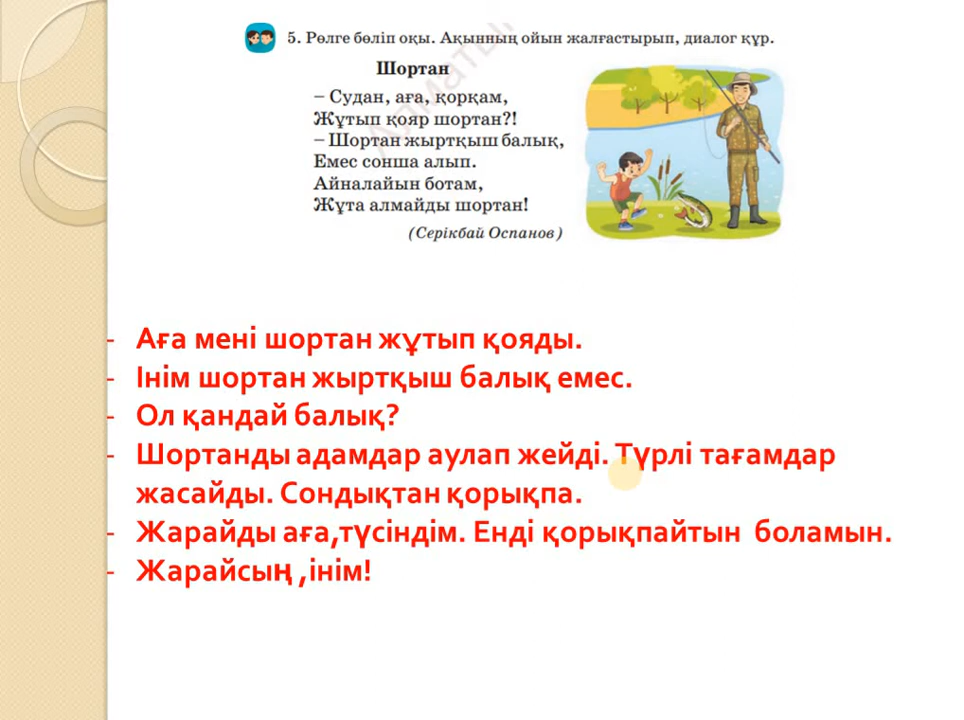 5. Рөлге бөліп оқы. Ақынның ойын жалғастырып, диалог құр.
Шортан
– Судан, аға, қорқам,
Жұтып қояр шортан?!
– Шортан жыртқыш балық,
Емес сонша алып.
Айналайын ботам,
Жұта алмайды шортан!
(Серікбай Оспанов)
Алматы
- Аға мені шортан жұтып қояды.
- Інім шортан жыртқыш балық емес.
- Ол қандай балық?
- Шортанды адамдар аулап жейді. Түрлі тағамдар
жасайды. Сондықтан қорықпа.
- Жарайды аға,түсіндім. Енді қорықпайтын боламын.
- Жарайсың ,інім!